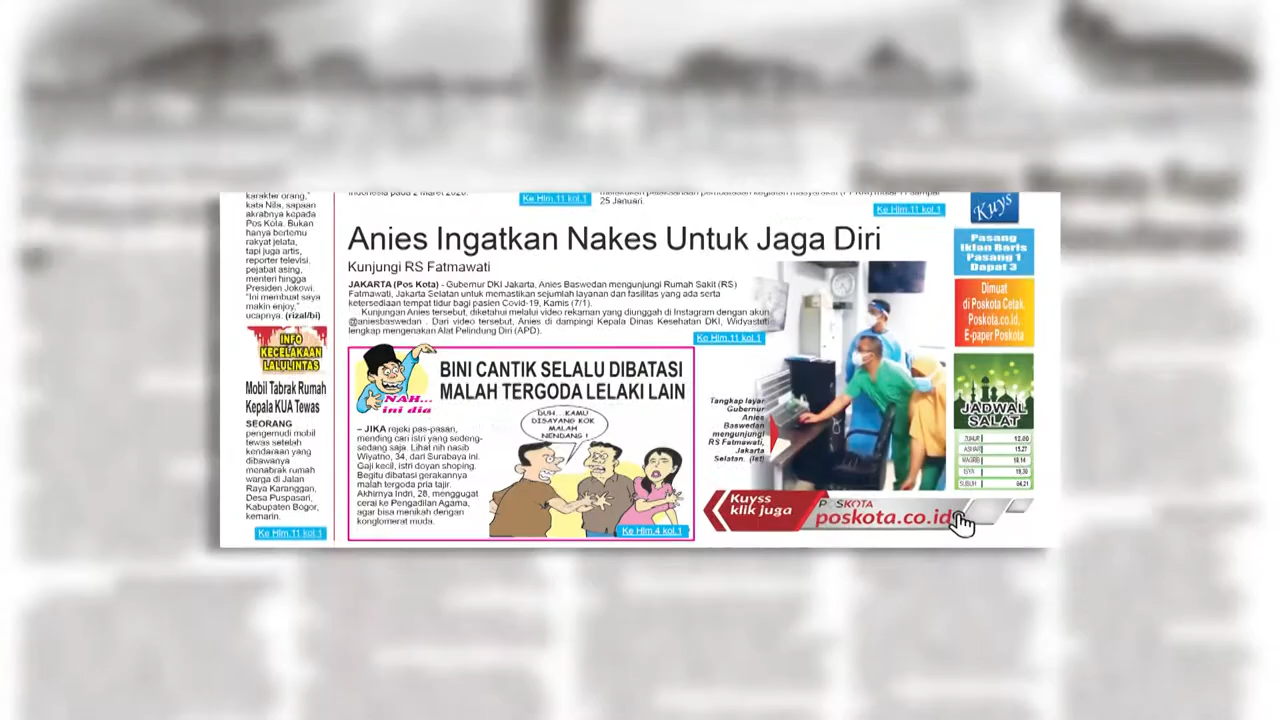 karakter orang,"
kata Nila, sapaan
akrabnya kepada
Pos Kota. Bukan
hanya bertemu
rakyat jelata,
tapi juga artis,
reporter televisi,
pejabat asing,
menteri hingga
Presiden Jokowi.
"Ini membuat saya
makin enjoy,"
ucapnya. (rizal/bi)
INFO
KECELAKAAN
LALULINTAS
Mobil Tabrak Rumah
Kepala KUA Tewas
SEORANG
pengemudi mobil
tewas setelah
kendaraan yang
dibawanya
menabrak rumah
warga di Jalan
Raya Karanggan,
Desa Puspasari,
Kabupaten Bogor,
kemarin.
Ke Hlm.11 kol.1
Indonesia pada 2 Maret 2020.
Ke Hlm.11 kol.1
25 Januari.
Ke Hlm.11 kol.1
Anies Ingatkan Nakes Untuk Jaga Diri
Kunjungi RS Fatmawati
JAKARTA (Pos Kota) - Gubernur DKI Jakarta, Anies Baswedan mengunjungi Rumah Sakit (RS)
Fatmawati, Jakarta Selatan untuk memastikan sejumlah layanan dan fasilitas yang ada serta
ketersediaan tempat tidur bagi pasien Covid-19, Kamis (7/1).
Kunjungan Anies tersebut, diketahui melalui video rekaman yang diunggah di Instagram dengan akun
@aniesbaswedan . Dari video tersebut, Anies di dampingi Kepala Dinas Kesehatan DKI, Widyastuti
lengkap mengenakan Alat Pelindung Diri (APD).
Ke Hlm.11 kol.1
NAH...
ini dia
BINI CANTIK SELALU DIBATASI
MALAH TERGODA LELAKI LAIN
– JIKA rejeki pas-pasan,
mending cari istri yang sedeng-
sedang saja. Lihat nih nasib
Wiyatno, 34, dari Surabaya ini.
Gaji kecil, istri doyan shoping.
Begitu dibatasi gerakannya
malah tergoda pria tajir.
Akhirnya Indri, 28, menggugat
cerai ke Pengadilan Agama,
agar bisa menikah dengan
konglomerat muda.
DUH... KAMU
DISAYANG KOK
MALAH
NENDANG !
Ke Hlm.4 kol.1
Tangkap layar
Gubernur
Anies
Baswedan
mengunjungi
RS Fatmawati,
Jakarta
Selatan. (Ist)
Kuyss
klik juga
POSKOTA
poskota.co.id
Kuys
Pasang
Iklan Baris
Pasang 1
Dapat 3
Dimuat
di Poskota Cetak,
Poskota.co.id,
E-paper Poskota
JADWAL
SALAT
ZUHUR 12.00
ASHAR 15.27
MAGRIB 18.14
ISYA 19.30
SUBUH 04.21